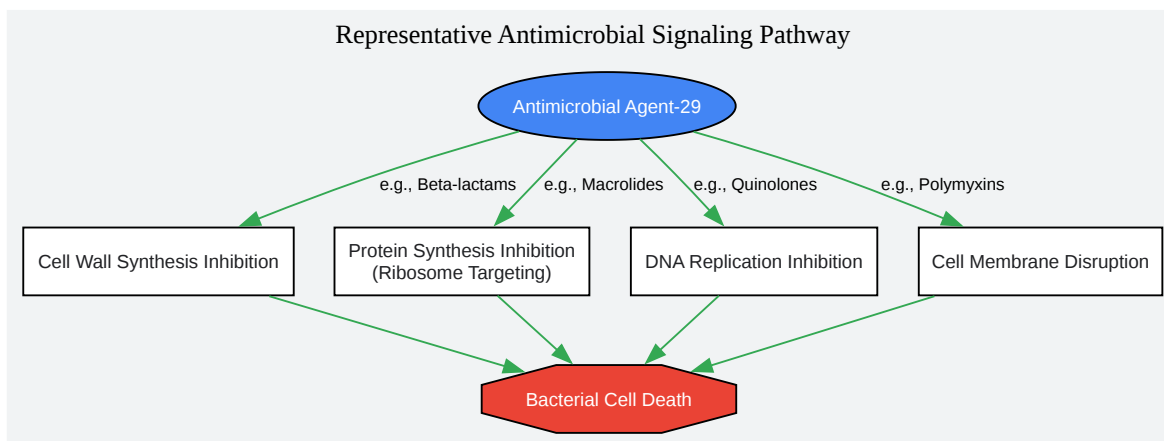 Representative Antimicrobial Signaling Pathway
Antimicrobial Agent-29
e.g., Beta-lactams
e.g., Macrolides
e.g., Quinolones
e.g., Polymyxins
Cell Wall Synthesis Inhibition
Protein Synthesis Inhibition
(Ribosome Targeting)
DNA Replication Inhibition
Cell Membrane Disruption
Bacterial Cell Death